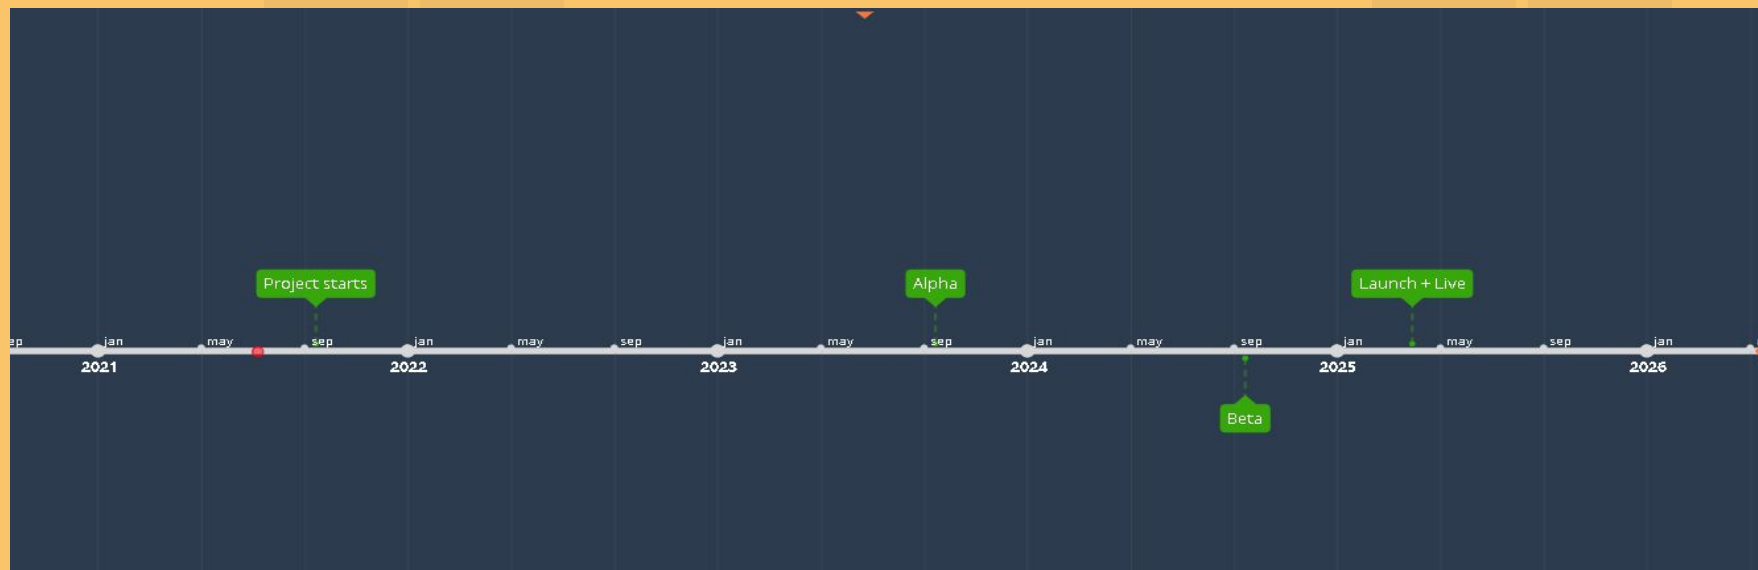 Project starts
Alpha
Launch + Live
ep jan may sep jan may sep jan may sep jan may sep jan may sep jan
2021 2022 2023 2024 2025 2026
Beta